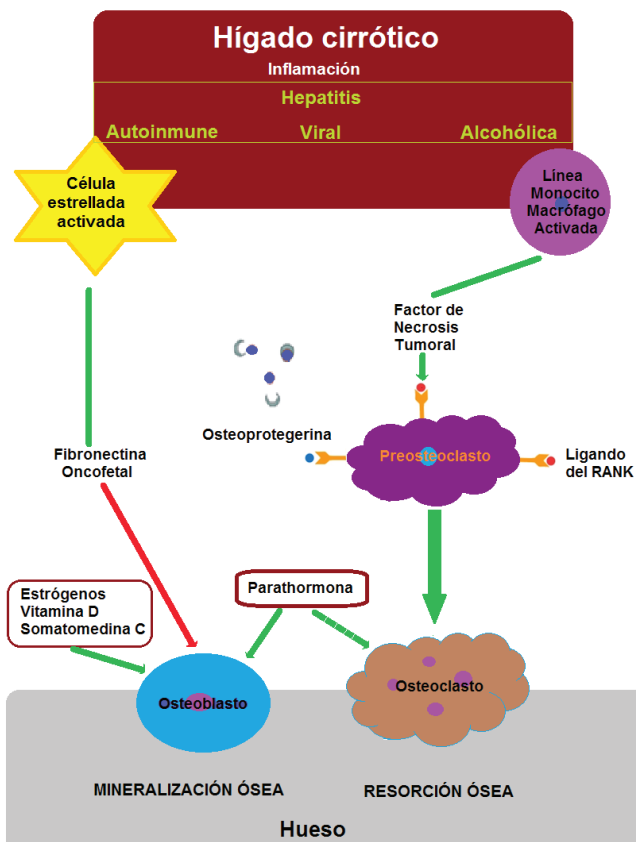 Hígado cirrótico
Inflamación
Hepatitis
Autoinmune Viral Alcohólica
Célula
estrellada
activada
Línea
Monocito
Macrófago
Activada
Factor de
Necrosis
Tumoral
Osteoprotegerina
Preosteoclasto
Ligando
del RANK
Fibronectina
Oncofetal
Estrógenos
Vitamina D
Somatomedina C
Parathormona
Osteoblasto
Osteoclasto
MINERALIZACIÓN ÓSEA
RESORCIÓN ÓSEA
Hueso